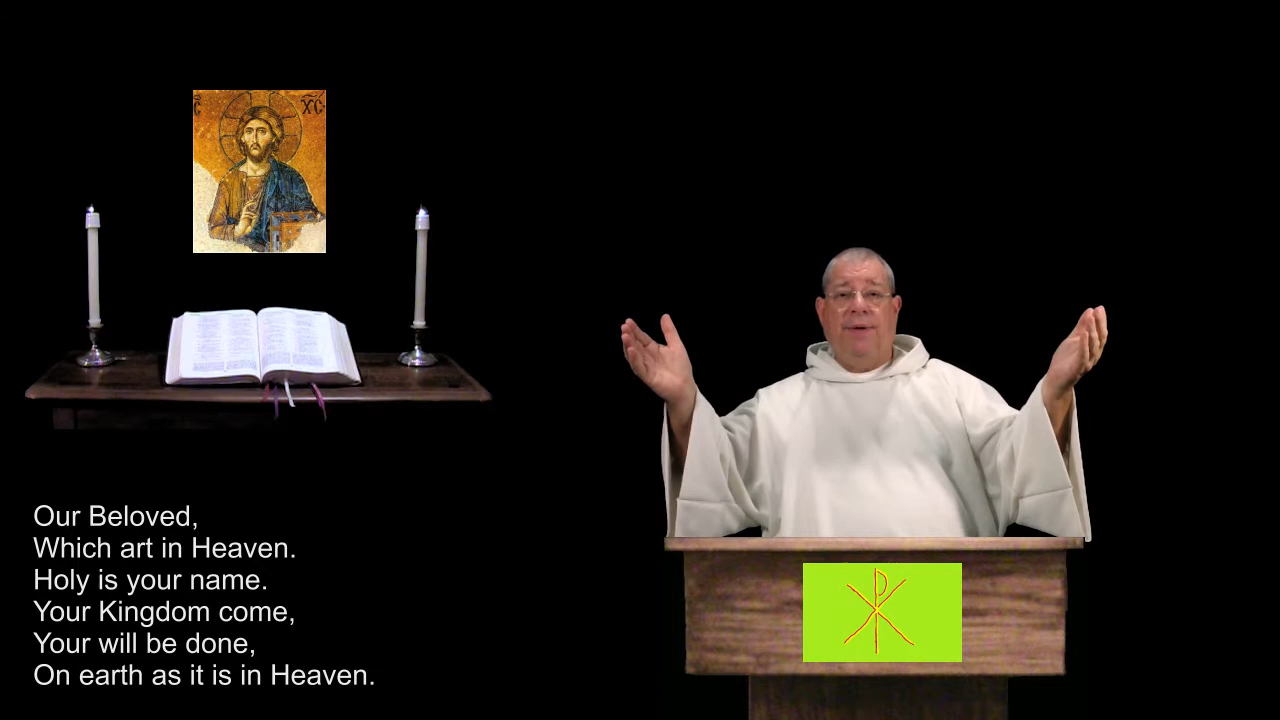 XC
Our Beloved,
Which art in Heaven.
Holy is your name.
Your Kingdom come,
Your will be done,
On earth as it is in Heaven.